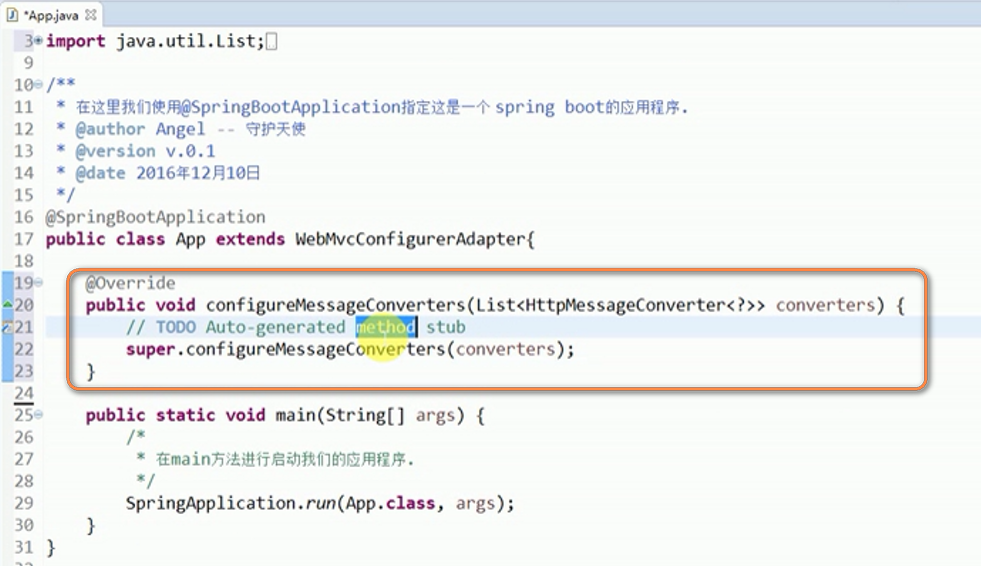 *App.java
3 import java.util.List;
9
10 /**
11 * 在这里我们使用@SpringBootApplication指定这是一个 spring boot的应用程序.
12 * @author Angel -- 守护天使
13 * @version v.0.1
14 * @date 2016年12月10日
15 */
16 @SpringBootApplication
17 public class App extends WebMvcConfigurerAdapter{
18
19 @Override
20 public void configureMessageConverters(List<HttpMessageConverter<?>> converters) {
21 // TODO Auto-generated method stub
22 super.configureMessageConverters(converters);
23 }
24
25 public static void main(String[] args) {
26 /*
27 * 在main方法进行启动我们的应用程序.
28 */
29 SpringApplication.run(App.class, args);
30 }
31 }